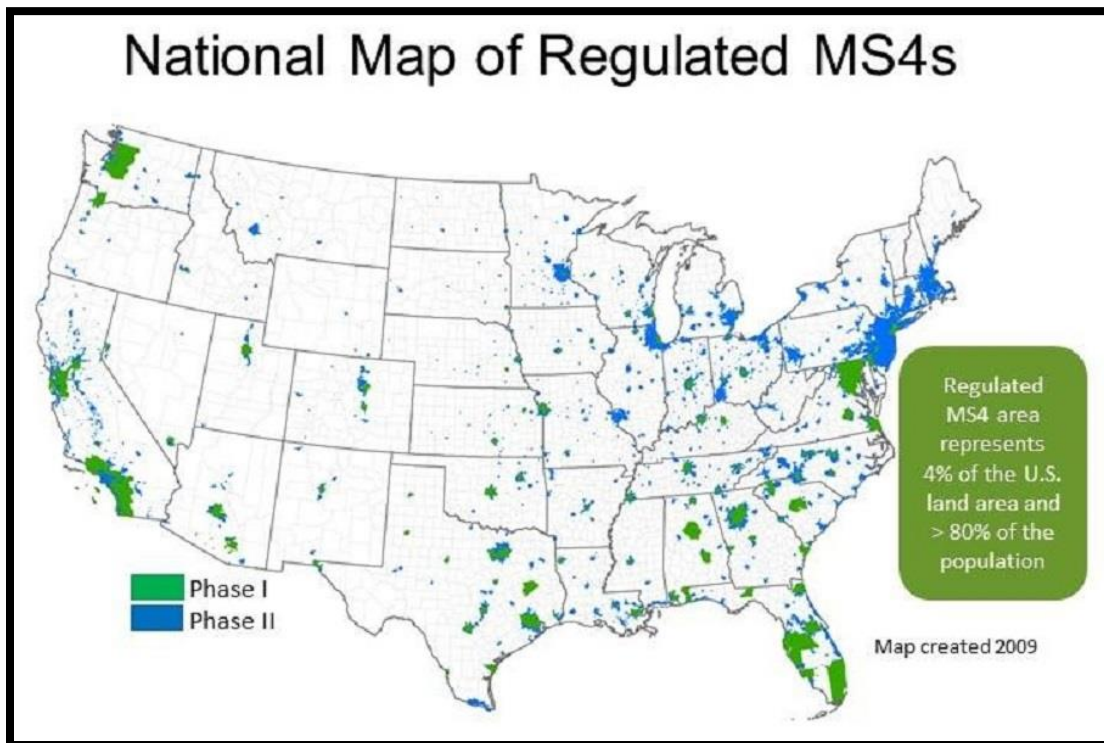 National Map of Regulated MS4s
Regulated
MS4 area
represents
4% of the U.S.
land area and
> 80% of the
population
Phase I
Phase II
Map created 2009